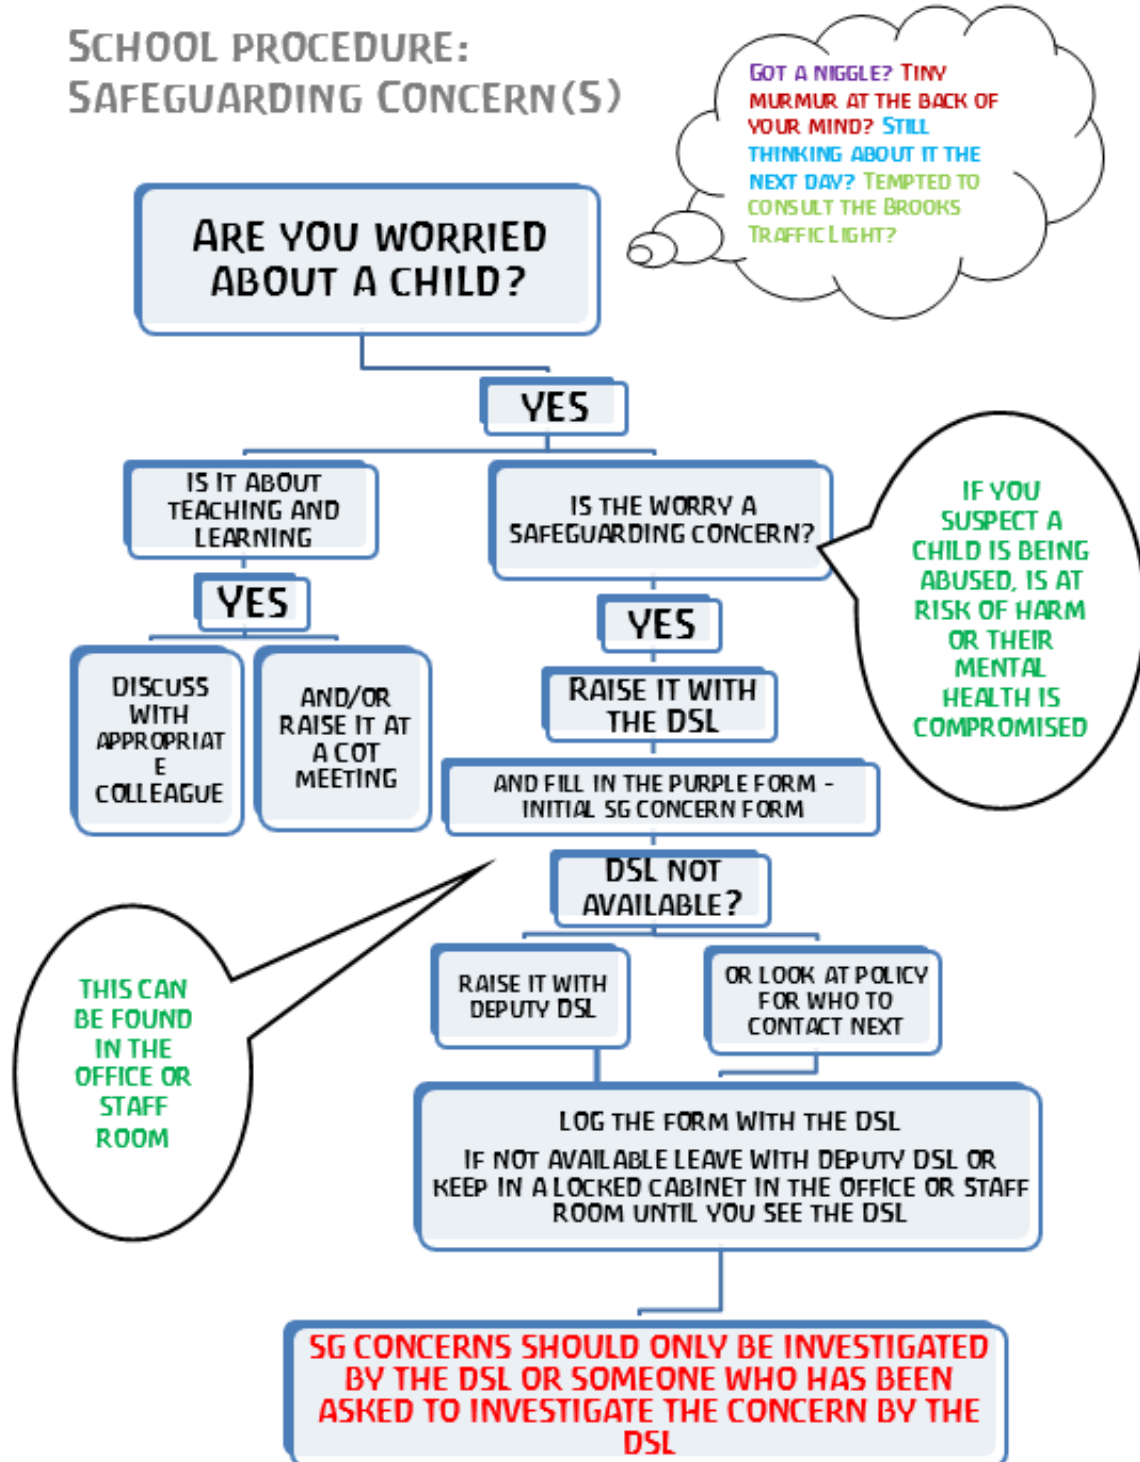 SCHOOL PROCEDURE:
SAFEGUARDING CONCERN(S)
GOT A NIGGLE? TINY
MURMUR AT THE BACK OF
YOUR MIND? STILL
THINKING ABOUT IT THE
NEXT DAY? TEMPTED TO
CONSULT THE BROOKS
TRAFFIC LIGHT?
ARE YOU WORRIED
ABOUT A CHILD?
YES
IS IT ABOUT
TEACHING AND
LEARNING
YES
DISCUSS
WITH
APPROPRIAT
E
COLLEAGUE
AND/OR
RAISE IT AT
A COT
MEETING
IS THE WORRY A
SAFEGUARDING CONCERN?
IF YOU
SUSPECT A
CHILD IS BEING
ABUSED, IS AT
RISK OF HARM
OR THEIR
MENTAL
HEALTH IS
COMPROMISED
YES
RAISE IT WITH
THE DSL
AND FILL IN THE PURPLE FORM -
INITIAL SG CONCERN FORM
THIS CAN
BE FOUND
IN THE
OFFICE OR
STAFF
ROOM
DSL NOT
AVAILABLE?
RAISE IT WITH
DEPUTY DSL
OR LOOK AT POLICY
FOR WHO TO
CONTACT NEXT
LOG THE FORM WITH THE DSL
IF NOT AVAILABLE LEAVE WITH DEPUTY DSL OR
KEEP IN A LOCKED CABINET IN THE OFFICE OR STAFF
ROOM UNTIL YOU SEE THE DSL
SG CONCERNS SHOULD ONLY BE INVESTIGATED
BY THE DSL OR SOMEONE WHO HAS BEEN
ASKED TO INVESTIGATE THE CONCERN BY THE
DSL